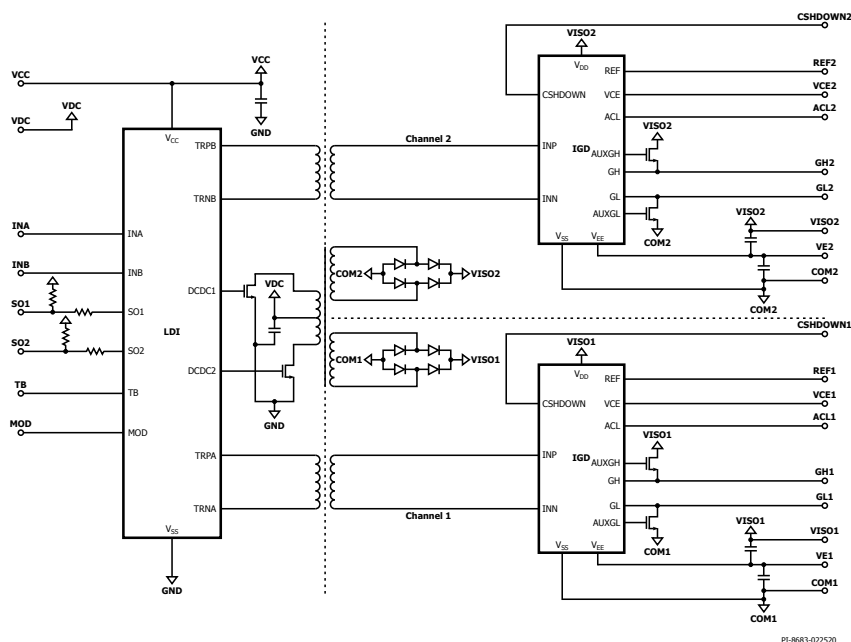 CSHDOWN2
VISO2
VCC
VCC
VDD
REF
REF2
VDC
VDC
CSHDOWN
VCE
VCE2
ACL
ACL2
GND
VCC
Channel 2
VISO2
TRPB
INP
IGD
AUXGH
GH
GH2
TRNB
INN
GL
GL2
AUXGL
VISO2
VISO2
INA
INA
VSS
VEE
COM2
VE2
INB
INB
COM2
VISO2
COM2
SO1
SO1
DCDC1
VDC
COM2
LDI
CSHDOWN1
VISO1
SO2
SO2
COM1
VISO1
VDD
REF
REF1
DCDC2
TB
TB
CSHDOWN
VCE
VCE1
GND
ACL
ACL1
MOD
MOD
VISO1
TRPA
INP
IGD
AUXGH
GH
GH1
TRNA
INN
GL
GL1
Channel 1
AUXGL
VISO1
VISO1
VSS
VSS
VEE
COM1
VE1
GND
COM1
COM1
PI-8683-022520